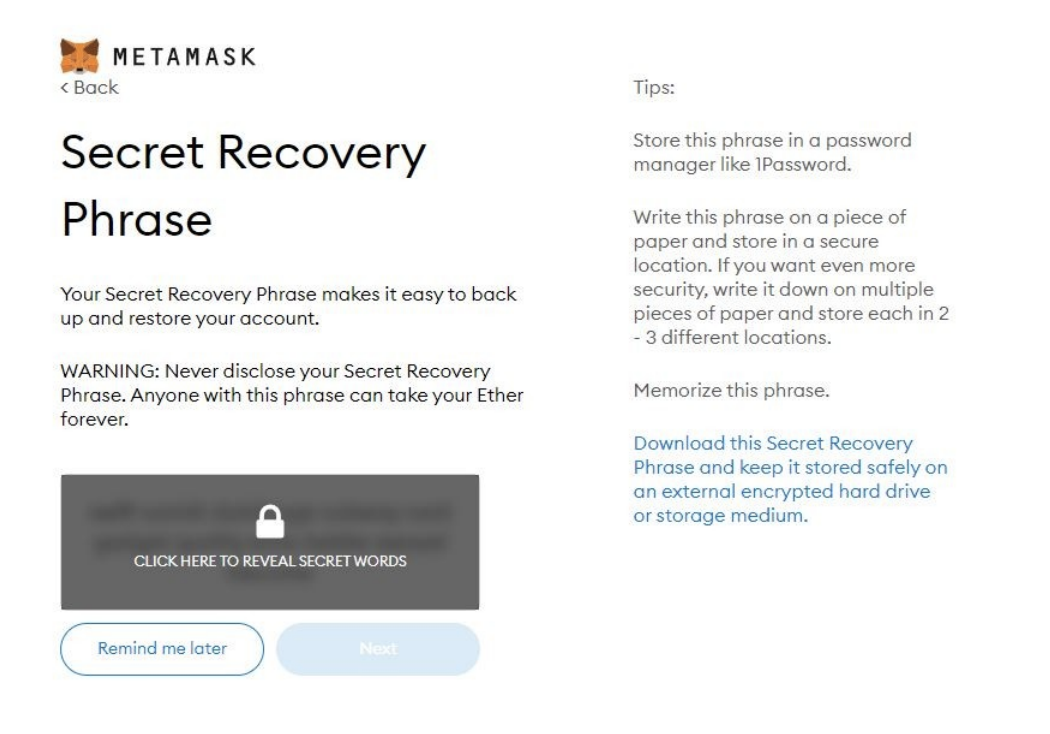 METAMASK
< Back
Secret Recovery
Phrase
Your Secret Recovery Phrase makes it easy to back
up and restore your account.
WARNING: Never disclose your Secret Recovery
Phrase. Anyone with this phrase can take your Ether
forever.
CLICK HERE TO REVEAL SECRET WORDS
Remind me later
Next
Tips:
Store this phrase in a password
manager like 1Password.
Write this phrase on a piece of
paper and store in a secure
location. If you want even more
security, write it down on multiple
pieces of paper and store each in 2
- 3 different locations.
Memorize this phrase.
Download this Secret Recovery
Phrase and keep it stored safely on
an external encrypted hard drive
or storage medium.